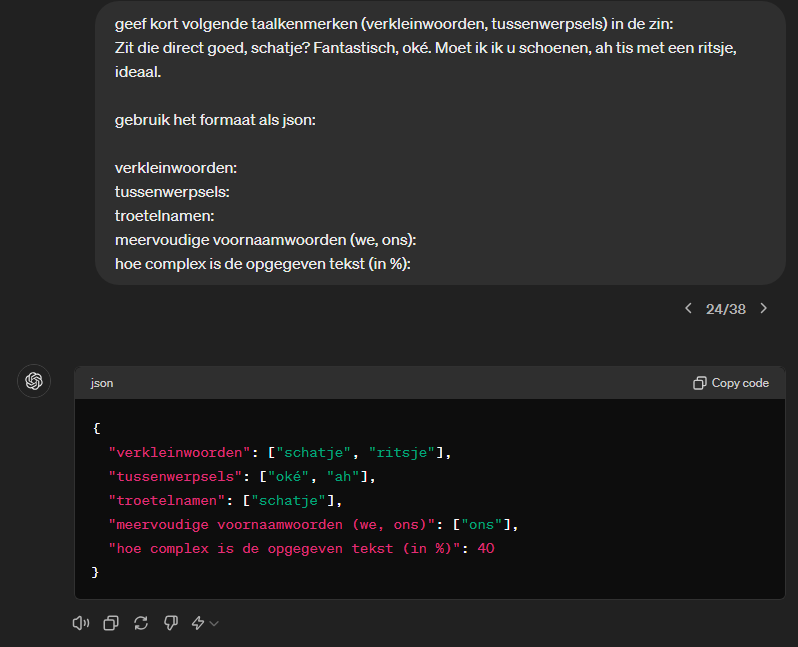 geef kort volgende taalkenmerken (verkleinwoorden, tussenwerpsels) in de zin:
Zit die direct goed, schatje? Fantastisch, oké. Moet ik ik u schoenen, ah tis met een ritsje,
ideaal.
gebruik het formaat als json:
verkleinwoorden:
tussenwerpsels:
troetelnamen:
meervoudige voornaamwoorden (we, ons):
hoe complex is de opgegeven tekst (in %):
24/38
json
Copy code
{
"verkleinwoorden": ["schatje", "ritsje"],
"tussenwerpsels": ["oké", "ah"],
"troetelnamen": ["schatje"],
"meervoudige voornaamwoorden (we, ons)": ["ons"],
"hoe complex is de opgegeven tekst (in %)": 40
}